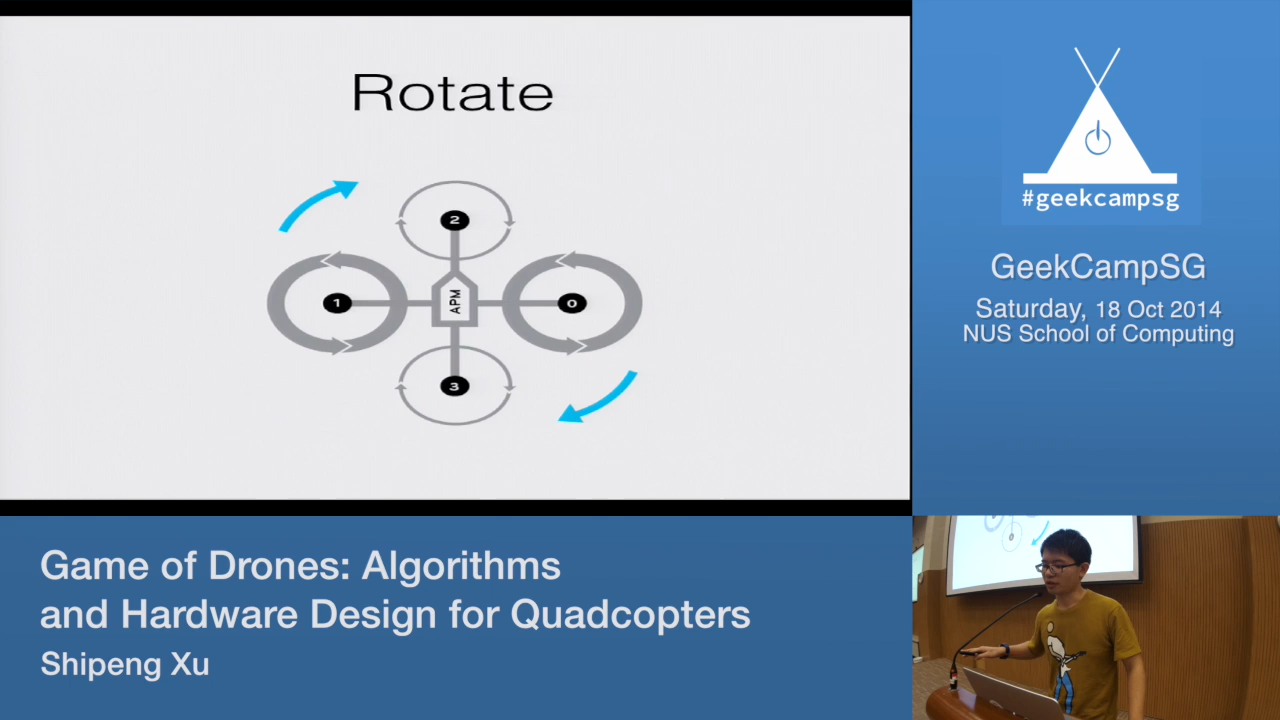 Rotate
2
1
APM
0
3
#geekcampsg
GeekCampSG
Saturday, 18 Oct 2014
NUS School of Computing
Game of Drones: Algorithms
and Hardware Design for Quadcopters
Shipeng Xu